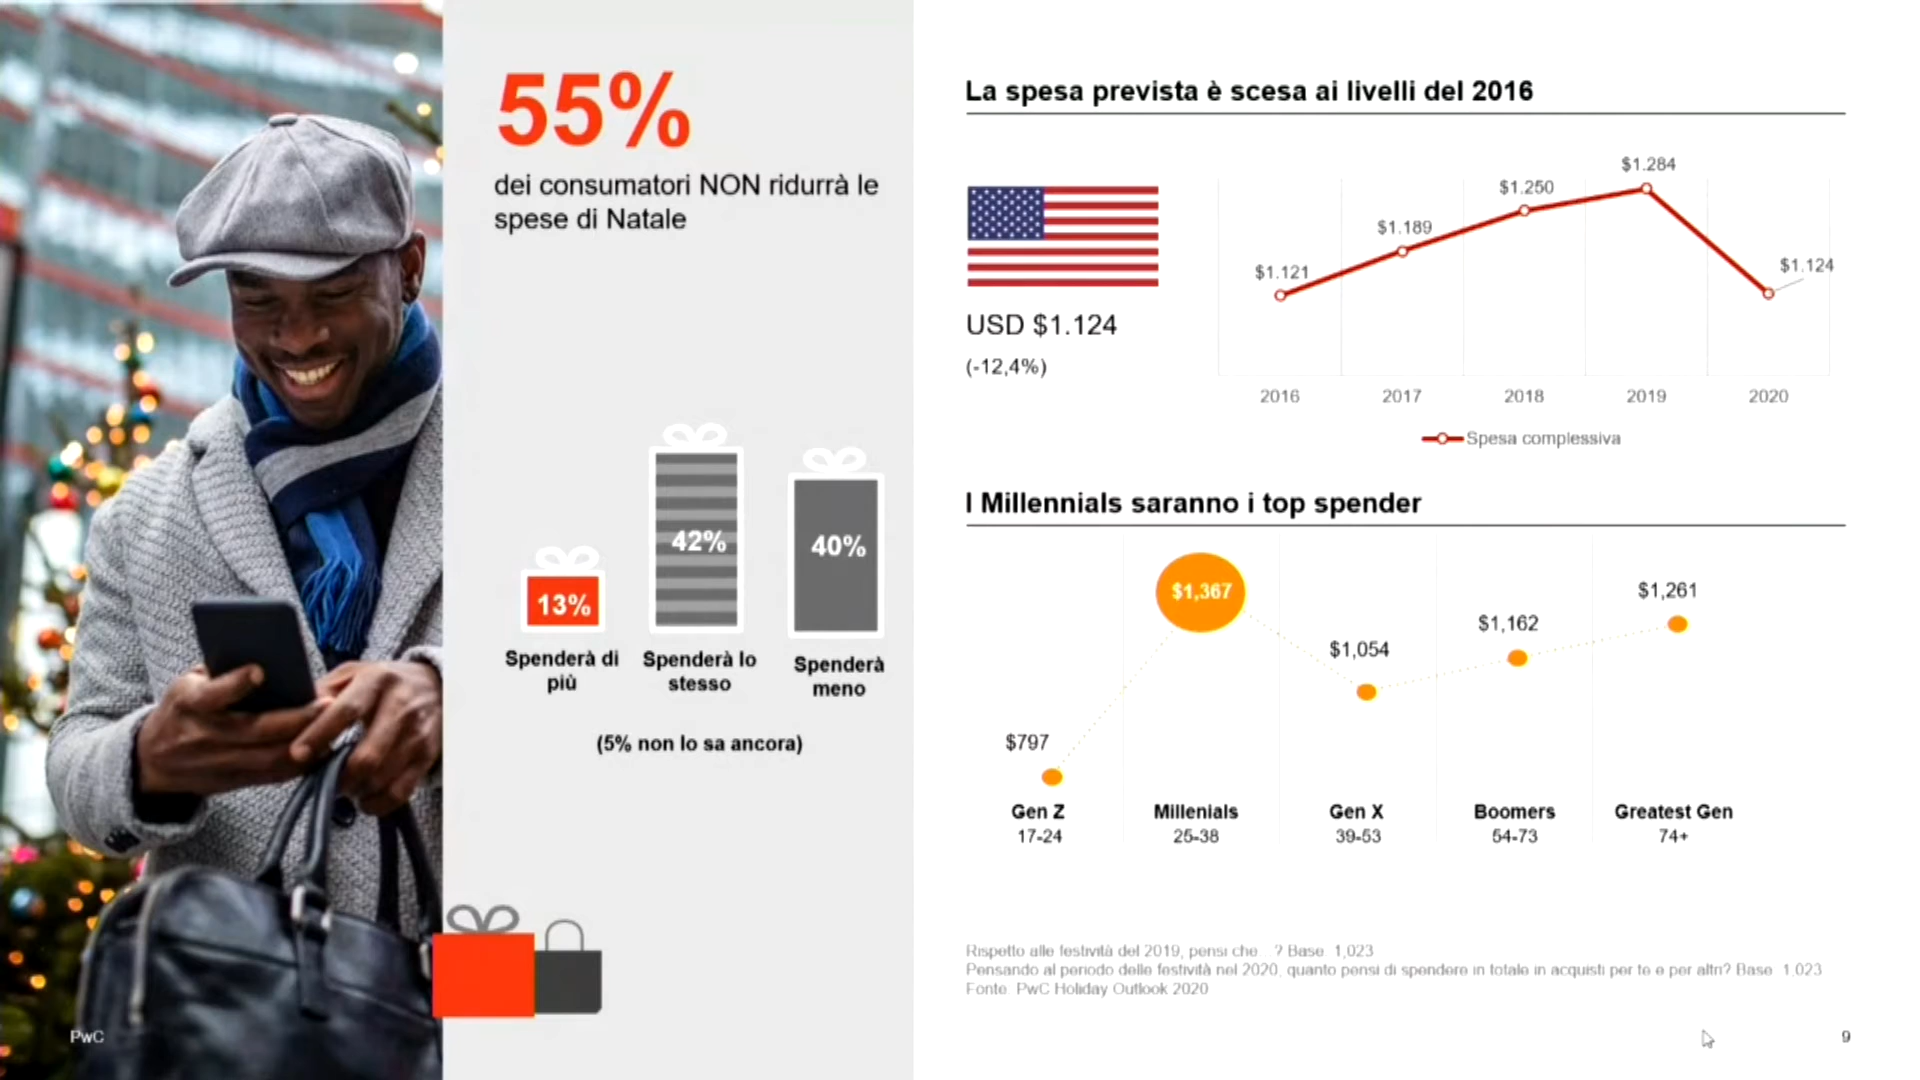 55%
dei consumatori NON ridurrà le
spese di Natale
13%
42%
40%
Spenderà di
più
Spenderà lo
stesso
Spenderà
meno
(5% non lo sa ancora)
PwC
La spesa prevista è scesa ai livelli del 2016
USD $1.124
(-12,4%)
$1.121
$1.189
$1.250
$1.284
$1.124
2016
2017
2018
2019
2020
Spesa complessiva
I Millennials saranno i top spender
$797
$1,367
$1,054
$1,162
$1,261
Gen Z
17-24
Millenials
25-38
Gen X
39-53
Boomers
54-73
Greatest Gen
74+
Rispetto alle festività del 2019, pensi che...? Base 1,023
Pensando al periodo delle festività nel 2020, quanto pensi di spendere in totale in acquisti per te e per altri? Base 1,023
Fonte PwC Holiday Outlook 2020
9